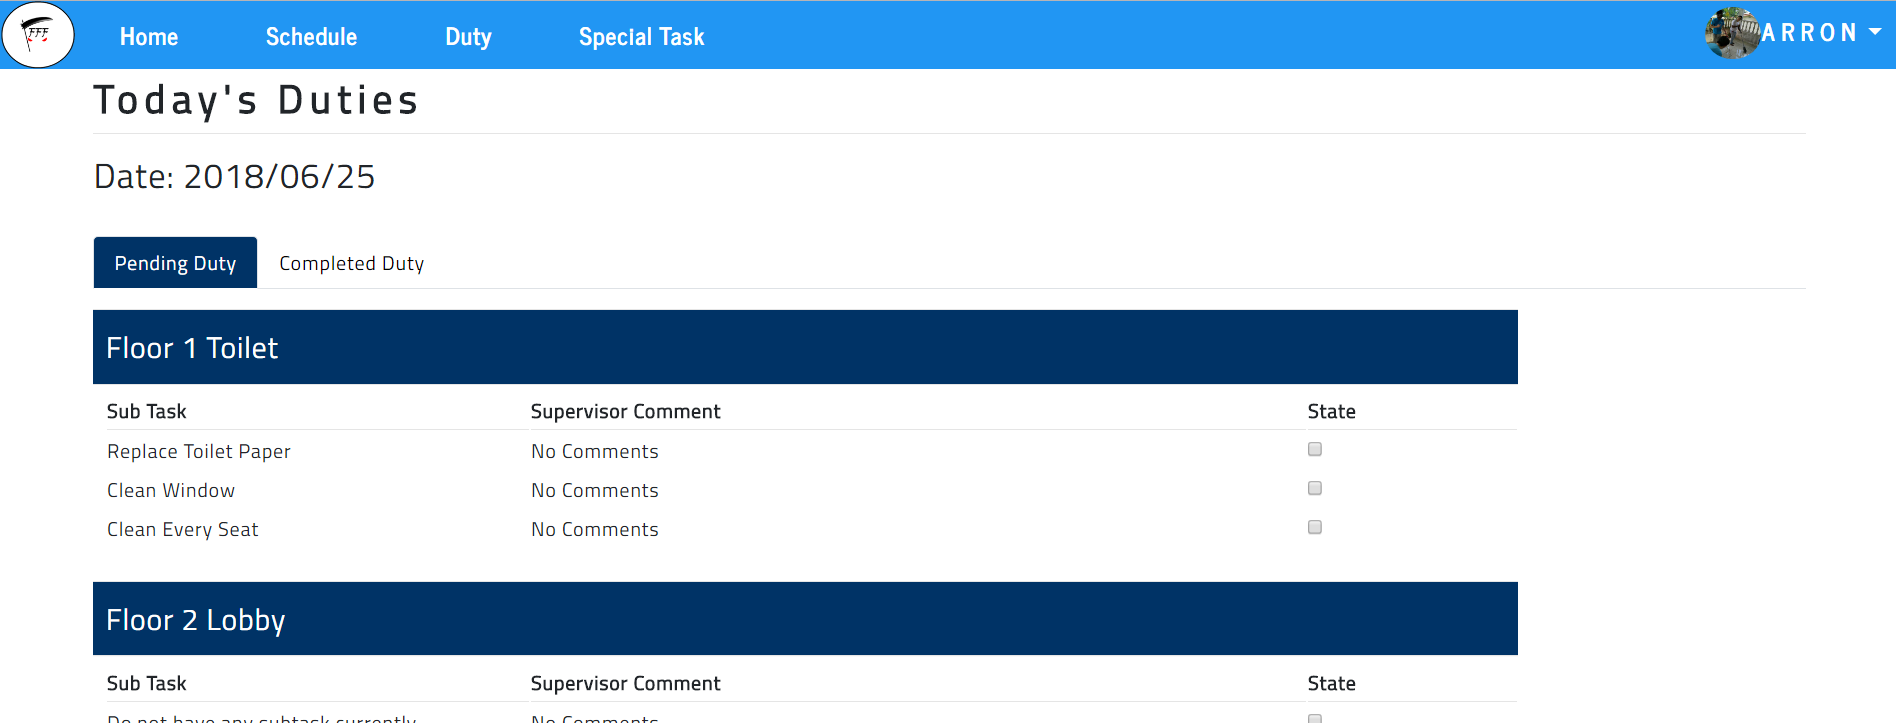 FFF
Home Schedule Duty Special Task ARRON
Today's Duties
Date: 2018/06/25
Pending Duty Completed Duty
Floor 1 Toilet
Sub Task Supervisor Comment State
Replace Toilet Paper No Comments
Clean Window No Comments
Clean Every Seat No Comments
Floor 2 Lobby
Sub Task Supervisor Comment State
Do not have any subtask currently No Comments